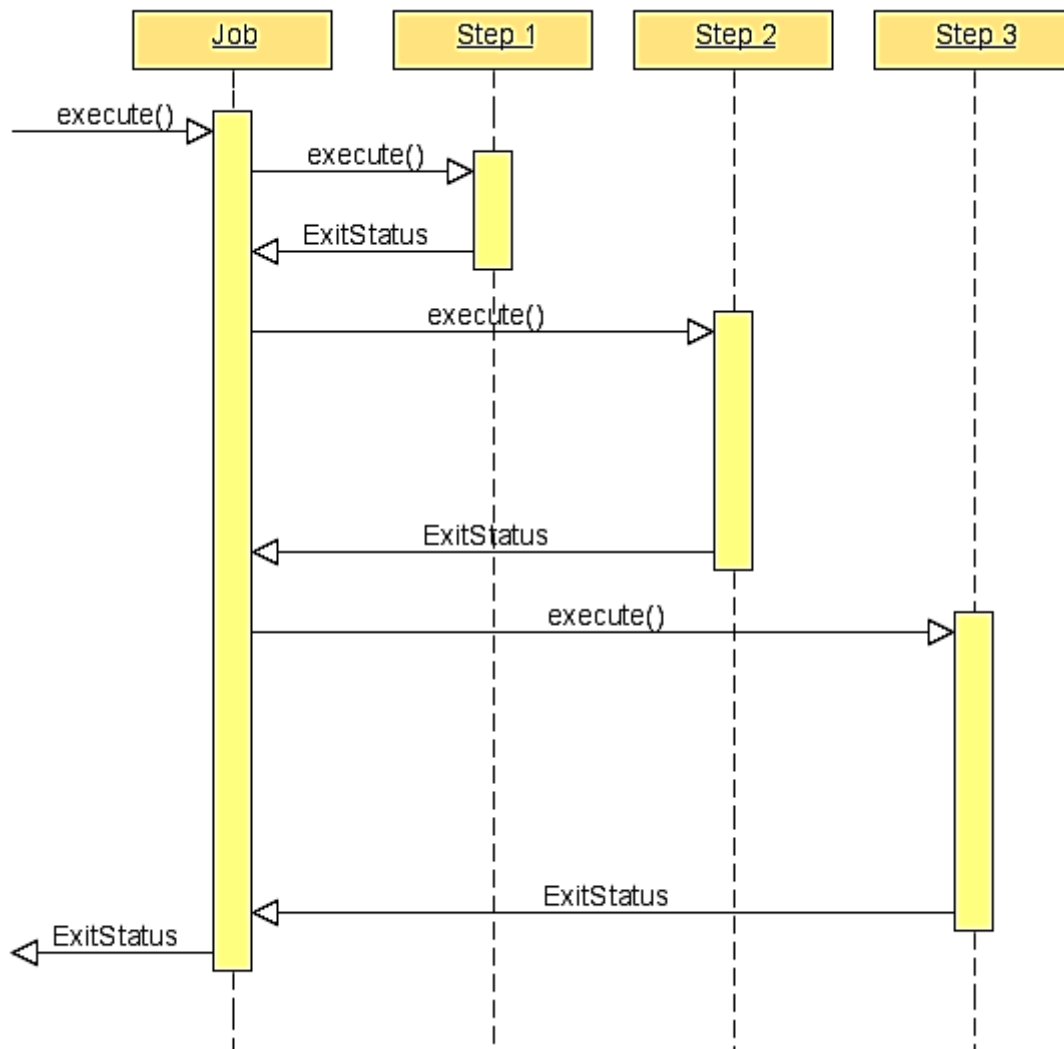 Job
Step 1
Step 2
Step 3
execute()
execute()
ExitStatus
execute()
ExitStatus
execute()
ExitStatus
ExitStatus